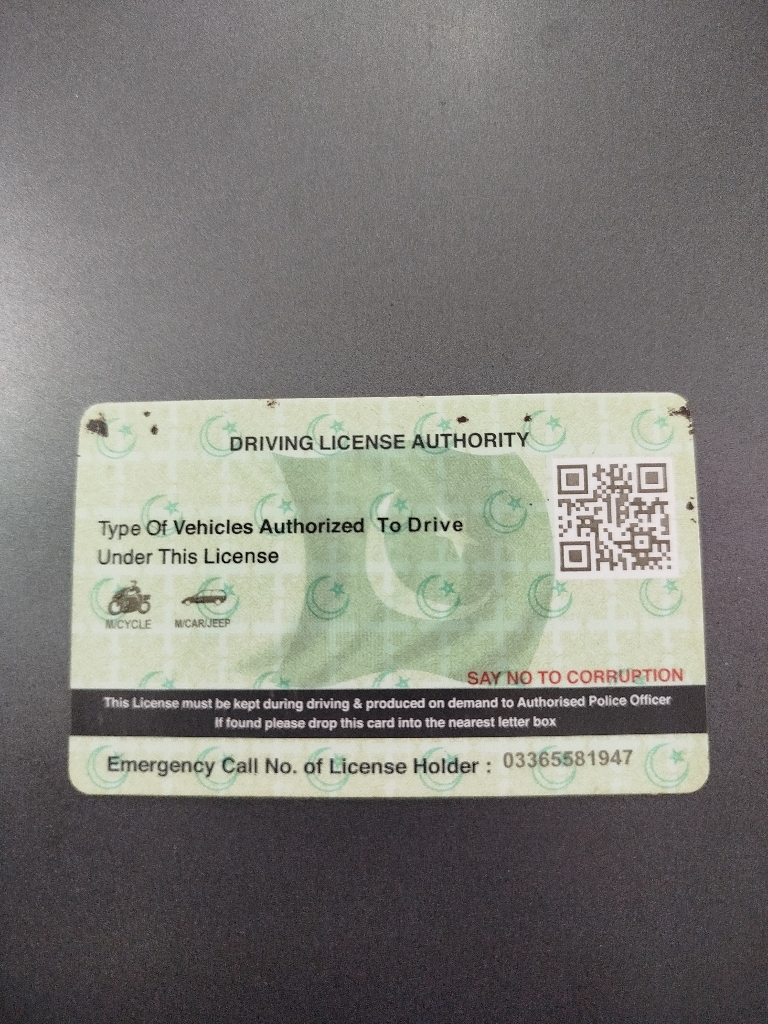 DRIVING LICENSE AUTHORITY
Type Of Vehicles Authorized To Drive
Under This License
M/CYCLE M/CAR/JEEP
SAY NO TO CORRUPTION
This License must be kept during driving & produced on demand to Authorised Police Officer
If found please drop this card into the nearest letter box
Emergency Call No. of License Holder : 03365581947